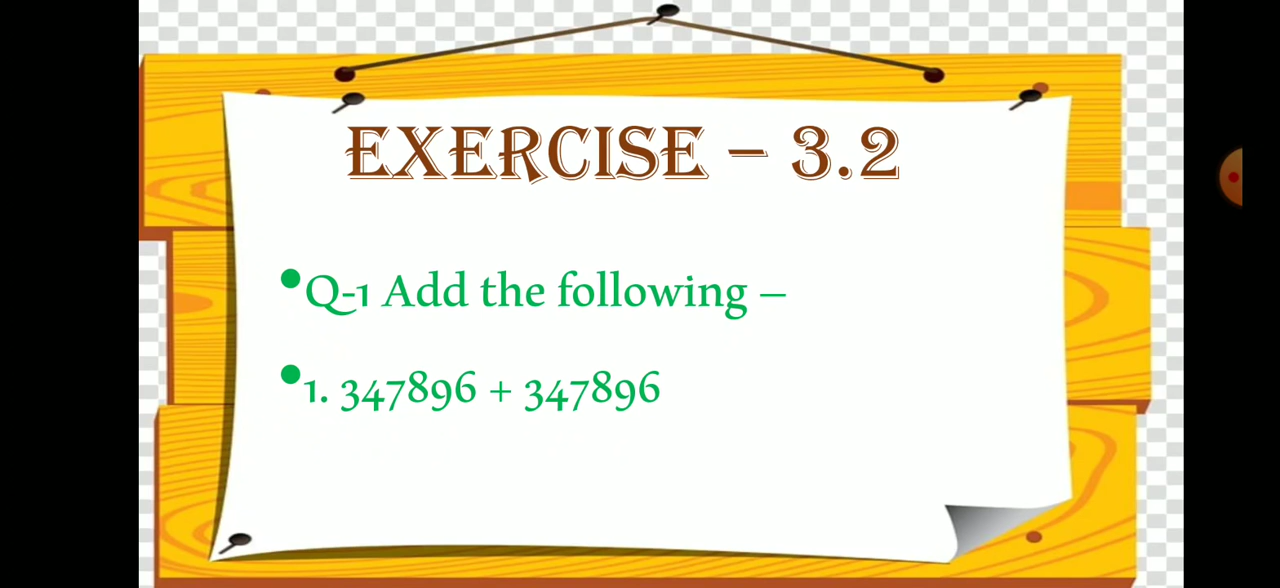 EXERCISE – 3.2
•Q-1 Add the following –
•1. 347896 + 347896